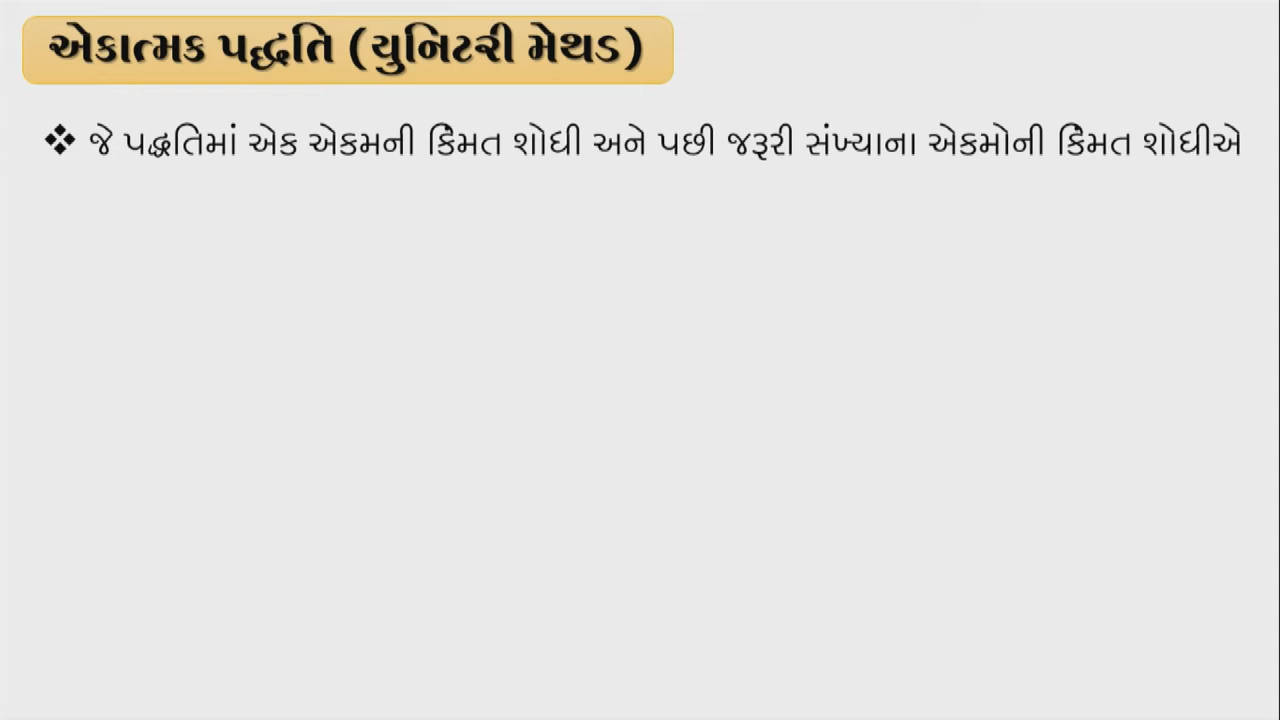 એકાત્મક પદ્ધતિ (યુનિટરી મેથડ)
❖ જે પદ્ધતિમાં એક એકમની કિંમત શોધી અને પછી જરૂરી સંખ્યાના એકમોની કિંમત શોધીએ